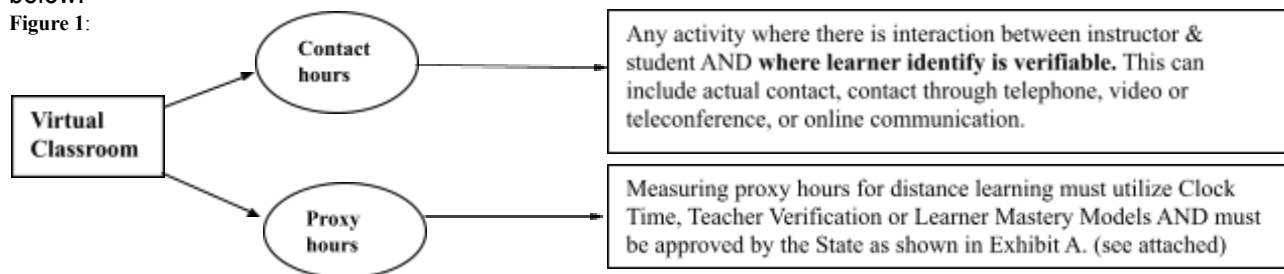 below.
Figure 1:
Contact
hours
Any activity where there is interaction between instructor &
student AND where learner identify is verifiable. This can
include actual contact, contact through telephone, video or
teleconference, or online communication.
Virtual
Classroom
Proxy
hours
Measuring proxy hours for distance learning must utilize Clock
Time, Teacher Verification or Learner Mastery Models AND must
be approved by the State as shown in Exhibit A. (see attached)